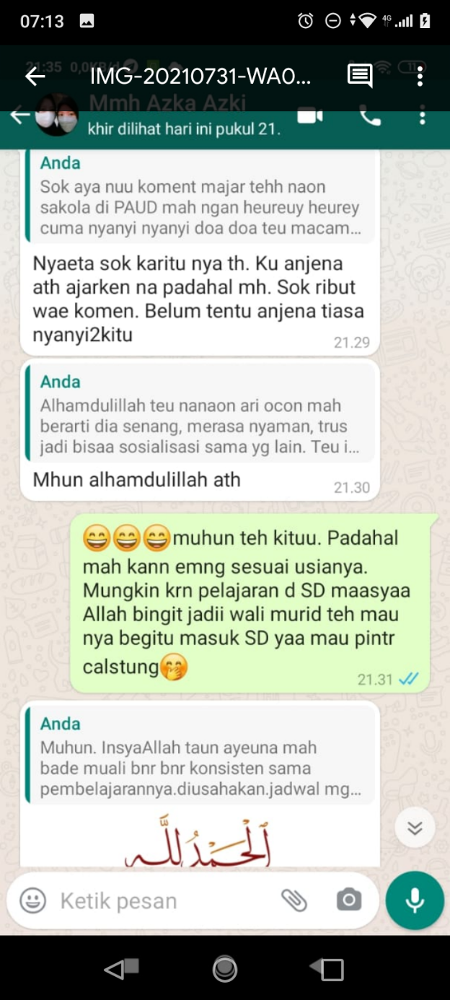 07:13
4G
21:35 0,0KB/d
IMG-20210731-WA0...
11
Mmh Azka Azki
khir dilihat hari ini pukul 21.
Anda
Sok aya nuu koment majar tehh naon
sakola di PAUD mah ngan heureuy heurey
cuma nyanyi nyanyi doa doa teu macam...
Nyaeta sok karitu nya th. Ku anjena
ath ajarken na padahal mh. Sok ribut
wae komen. Belum tentu anjena tiasa
nyanyi2kitu
21.29
Anda
Alhamdulillah teu nanaon ari ocon mah
berarti dia senang, merasa nyaman, trus
jadi bisaa sosialisasi sama yg lain. Teu i...
Mhun alhamdulillah ath
21.30
😄😄😄muhun teh kituu. Padahal
mah kann emng sesuai usianya.
Mungkin krn pelajaran d SD maasyaa
Allah bingit jadii wali murid teh mau
nya begitu masuk SD yaa mau pintr
calstung🤭
21.31
Anda
Muhun. InsyaAllah taun ayeuna mah
bade muali bnr bnr konsisten sama
pembelajarannya.diusahakan.jadwal mg...
اَلْحَمْدُ لِلَّهِ
Ketik pesan